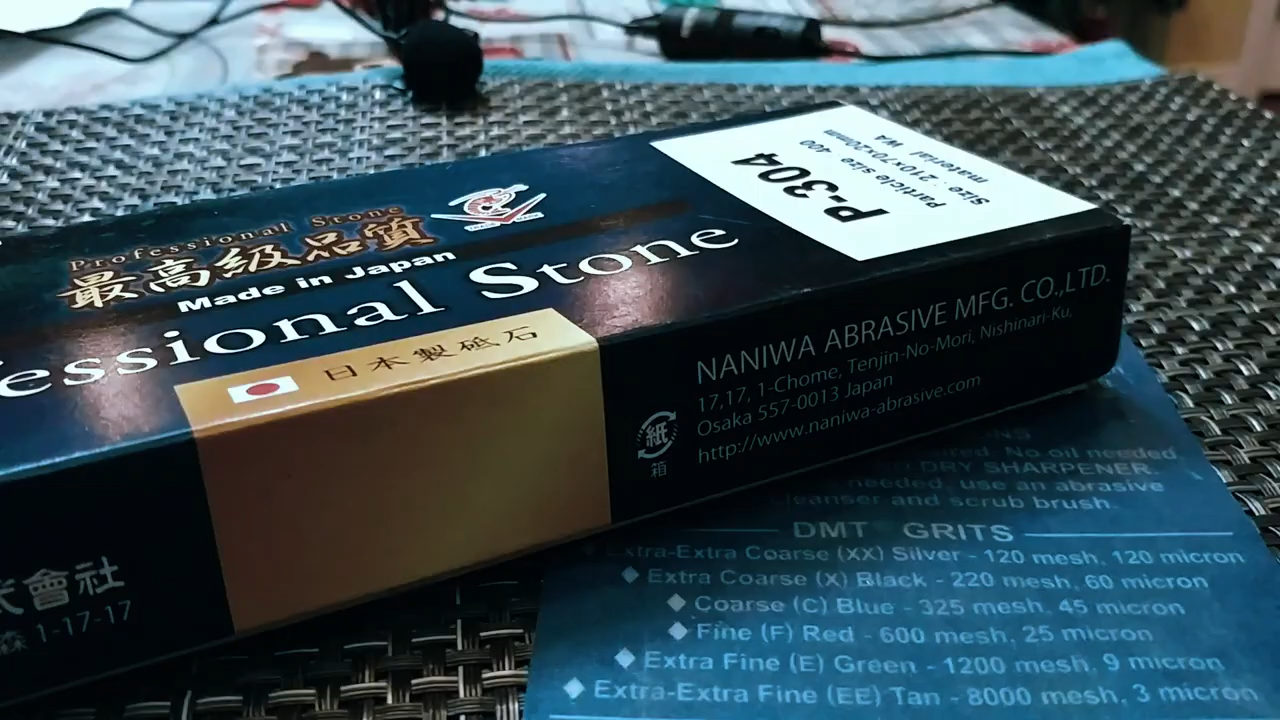 Professional Stone
最高級品質
TRADE MARK
Made in Japan
essional Stone
日本製砥石
P-304
Particle size : 400
Size : 210x70x20mm
material WA
NANIWA ABRASIVE MFG. CO.,LTD.
17,17, 1-Chome, Tenjin-No-Mori, Nishinari-Ku,
Osaka 557-0013 Japan
http://www.naniwa-abrasive.com
紙
箱
式會社
森 1-17-17
No oil needed
DRY SHARPENER.
needed, use an abrasive
and scrub brush.
DMT GRITS
Extra-Extra Coarse (XX) Silver - 120 mesh, 120 micron
Extra Coarse (X) Black - 220 mesh, 60 micron
Coarse (C) Blue - 325 mesh, 45 micron
Fine (F) Red - 600 mesh, 25 micron
Extra Fine (E) Green - 1200 mesh, 9 micron
Extra-Extra Fine (EE) Tan - 8000 mesh, 3 micron